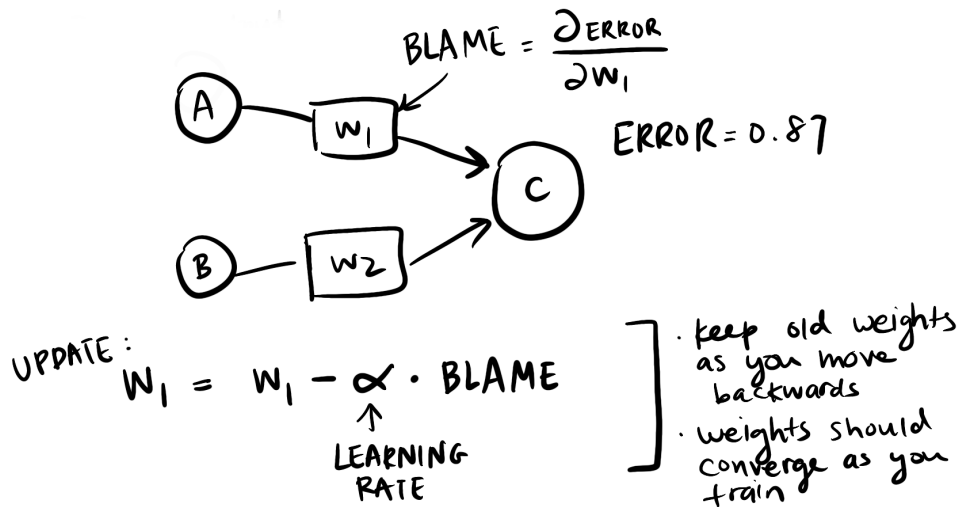 BLAME = ∂ERROR / ∂W1
A
W1
ERROR = 0.87
C
B
W2
UPDATE:
W1 = W1 - α · BLAME
LEARNING
RATE
· keep old weights
as you move
backwards
· weights should
converge as you
train